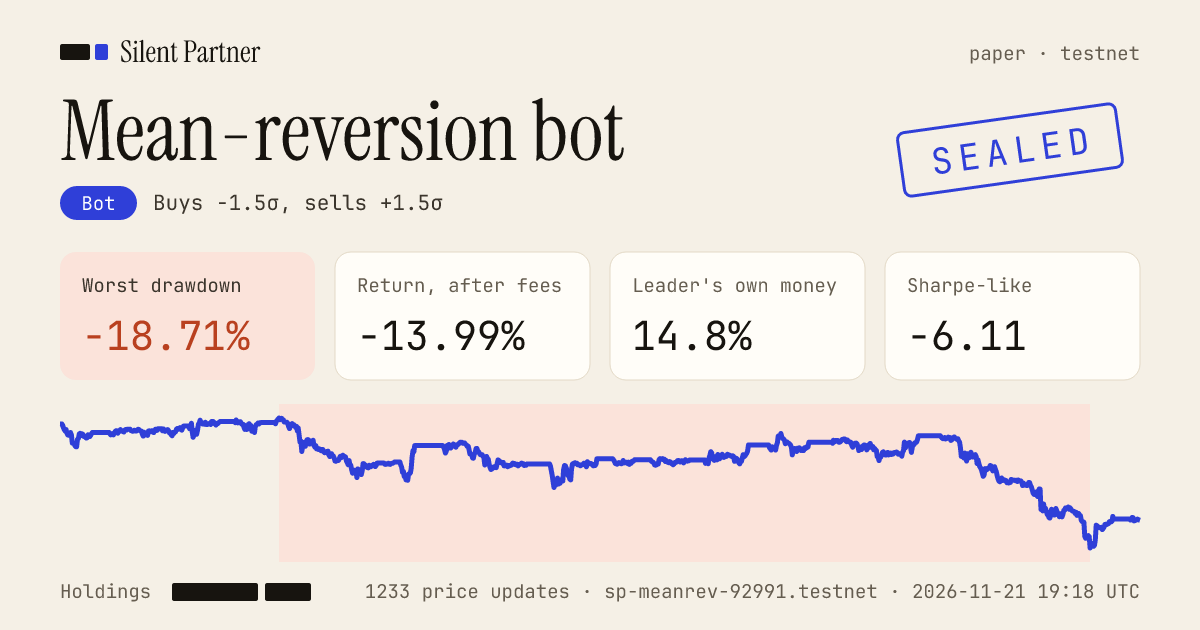 Silent Partner
paper · testnet
Mean-reversion bot
SEALED
Bot
Buys -1.5σ, sells +1.5σ
Worst drawdown
-18.71%
Return, after fees
-13.99%
Leader's own money
14.8%
Sharpe-like
-6.11
Holdings
1233 price updates · sp-meanrev-92991.testnet · 2026-11-21 19:18 UTC